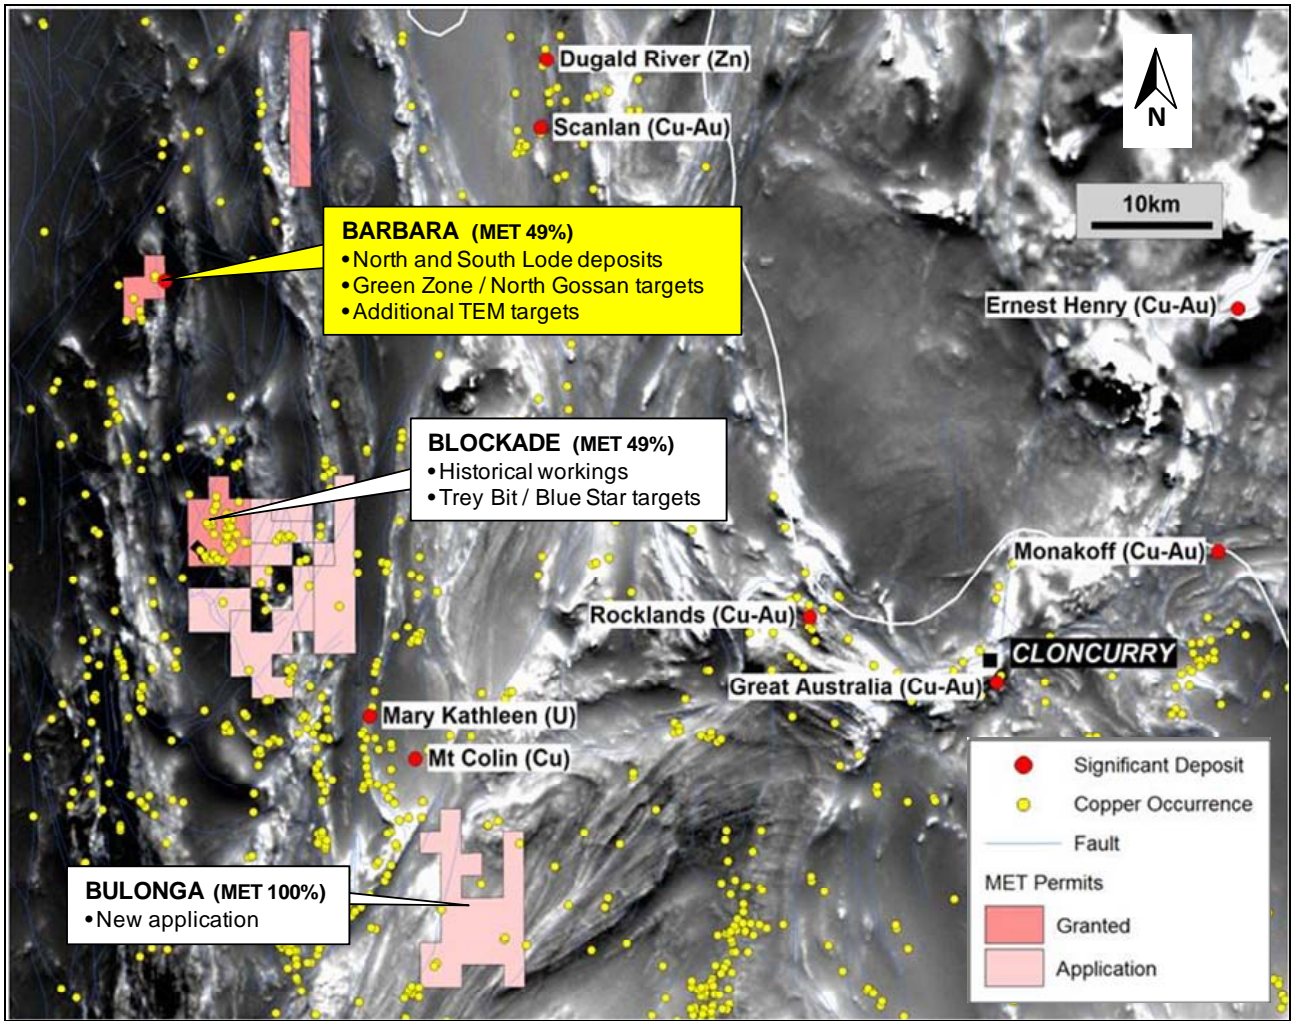 Dugald River (Zn)
Scanlan (Cu-Au)
N
10km
BARBARA (MET 49%)
•North and South Lode deposits
•Green Zone / North Gossan targets
•Additional TEM targets
Ernest Henry (Cu-Au)
BLOCKADE (MET 49%)
•Historical workings
•Trey Bit / Blue Star targets
Monakoff (Cu-Au)
Rocklands (Cu-Au)
CLONCURRY
Great Australia (Cu-Au)
Mary Kathleen (U)
Mt Colin (Cu)
BULONGA (MET 100%)
•New application
Significant Deposit
Copper Occurrence
Fault
MET Permits
Granted
Application